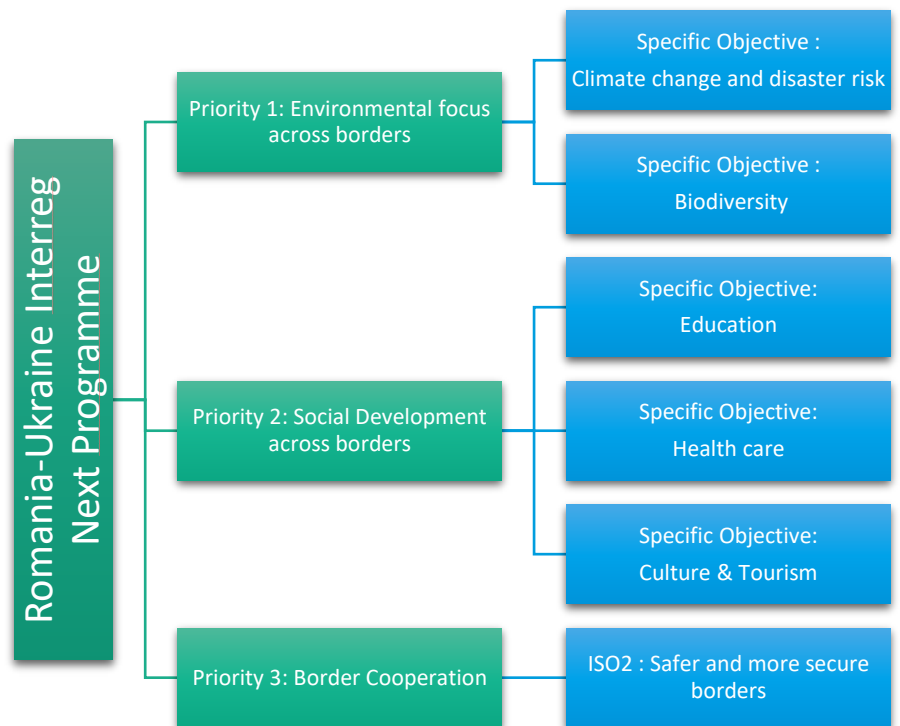 Romania-Ukraine Interreg
Next Programme
Priority 1: Environmental focus
across borders
Specific Objective :
Climate change and disaster risk
Specific Objective :
Biodiversity
Priority 2: Social Development
across borders
Specific Objective:
Education
Specific Objective:
Health care
Specific Objective:
Culture & Tourism
Priority 3: Border Cooperation
ISO2 : Safer and more secure
borders